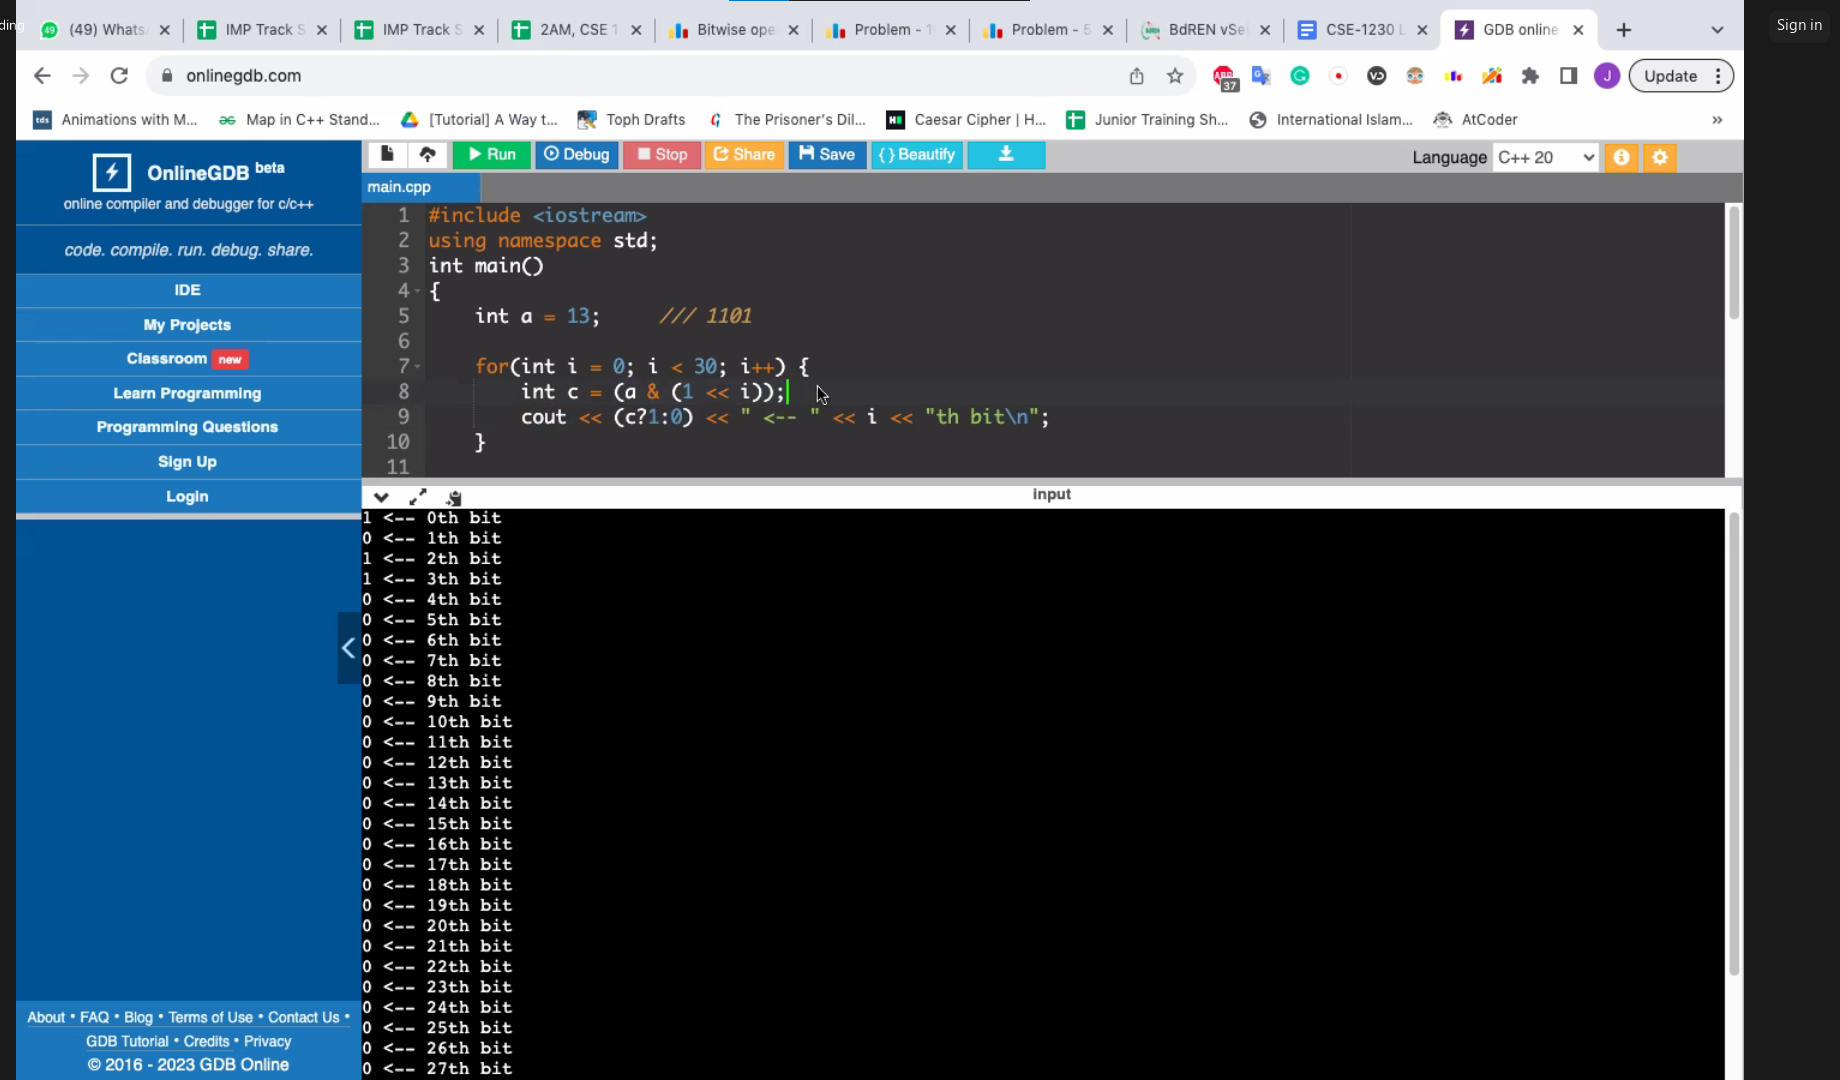 ding
(49) Whats
IMP Track S
IMP Track S
2AM, CSE 1
Bitwise ope
Problem - 1
Problem - 5
BdREN vSe
CSE-1230 L
GDB online
Sign in
onlinegdb.com
37
J
Update
Animations with M...
Map in C++ Stand...
[Tutorial] A Way t...
Toph Drafts
The Prisoner's Dil...
Caesar Cipher | H...
Junior Training Sh...
International Islam...
AtCoder
»
OnlineGDB beta
online compiler and debugger for c/c++
code. compile. run. debug. share.
IDE
My Projects
Classroom new
Learn Programming
Programming Questions
Sign Up
Login
About • FAQ • Blog • Terms of Use • Contact Us •
GDB Tutorial • Credits • Privacy
© 2016 - 2023 GDB Online
Run Debug Stop Share Save { } Beautify
Language C++ 20
main.cpp
1 #include <iostream>
2 using namespace std;
3 int main()
4 {
5 int a = 13; /// 1101
6
7 for(int i = 0; i < 30; i++) {
8 int c = (a & (1 << i));
9 cout << (c?1:0) << " <-- " << i << "th bit\n";
10 }
11
input
1 <-- 0th bit
0 <-- 1th bit
1 <-- 2th bit
1 <-- 3th bit
0 <-- 4th bit
0 <-- 5th bit
0 <-- 6th bit
0 <-- 7th bit
0 <-- 8th bit
0 <-- 9th bit
0 <-- 10th bit
0 <-- 11th bit
0 <-- 12th bit
0 <-- 13th bit
0 <-- 14th bit
0 <-- 15th bit
0 <-- 16th bit
0 <-- 17th bit
0 <-- 18th bit
0 <-- 19th bit
0 <-- 20th bit
0 <-- 21th bit
0 <-- 22th bit
0 <-- 23th bit
0 <-- 24th bit
0 <-- 25th bit
0 <-- 26th bit
0 <-- 27th bit